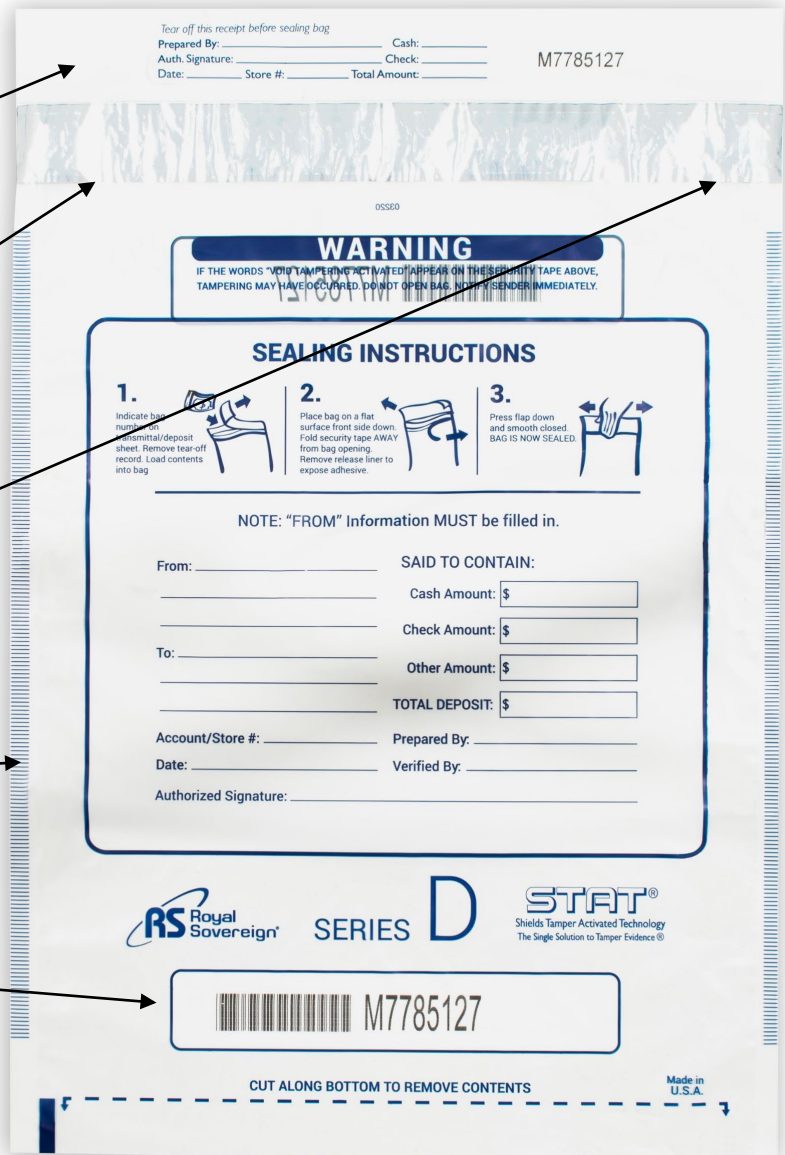 Tear off this receipt before sealing bag
Prepared By: Cash:
Auth. Signature: Check:
Date: Store #: Total Amount:
M7785127
03220
WARNING
IF THE WORDS "VOID TAMPERING ACTIVATED" APPEAR ON THE SECURITY TAPE ABOVE,
TAMPERING MAY HAVE OCCURRED. DO NOT OPEN BAG. NOTIFY SENDER IMMEDIATELY.
M7785127
SEALING INSTRUCTIONS
1.
Indicate bag
number on
transmittal/deposit
sheet. Remove tear-off
record. Load contents
into bag
2.
Place bag on a flat
surface front side down.
Fold security tape AWAY
from bag opening.
Remove release liner to
expose adhesive.
3.
Press flap down
and smooth closed.
BAG IS NOW SEALED.
NOTE: "FROM" Information MUST be filled in.
From:
To:
SAID TO CONTAIN:
Cash Amount: $
Check Amount: $
Other Amount: $
TOTAL DEPOSIT: $
Account/Store #: Prepared By:
Date: Verified By:
Authorized Signature:
RS Royal
Sovereign®
SERIES D
STAT®
Shields Tamper Activated Technology
The Single Solution to Tamper Evidence ®
M7785127
CUT ALONG BOTTOM TO REMOVE CONTENTS
Made in
U.S.A.